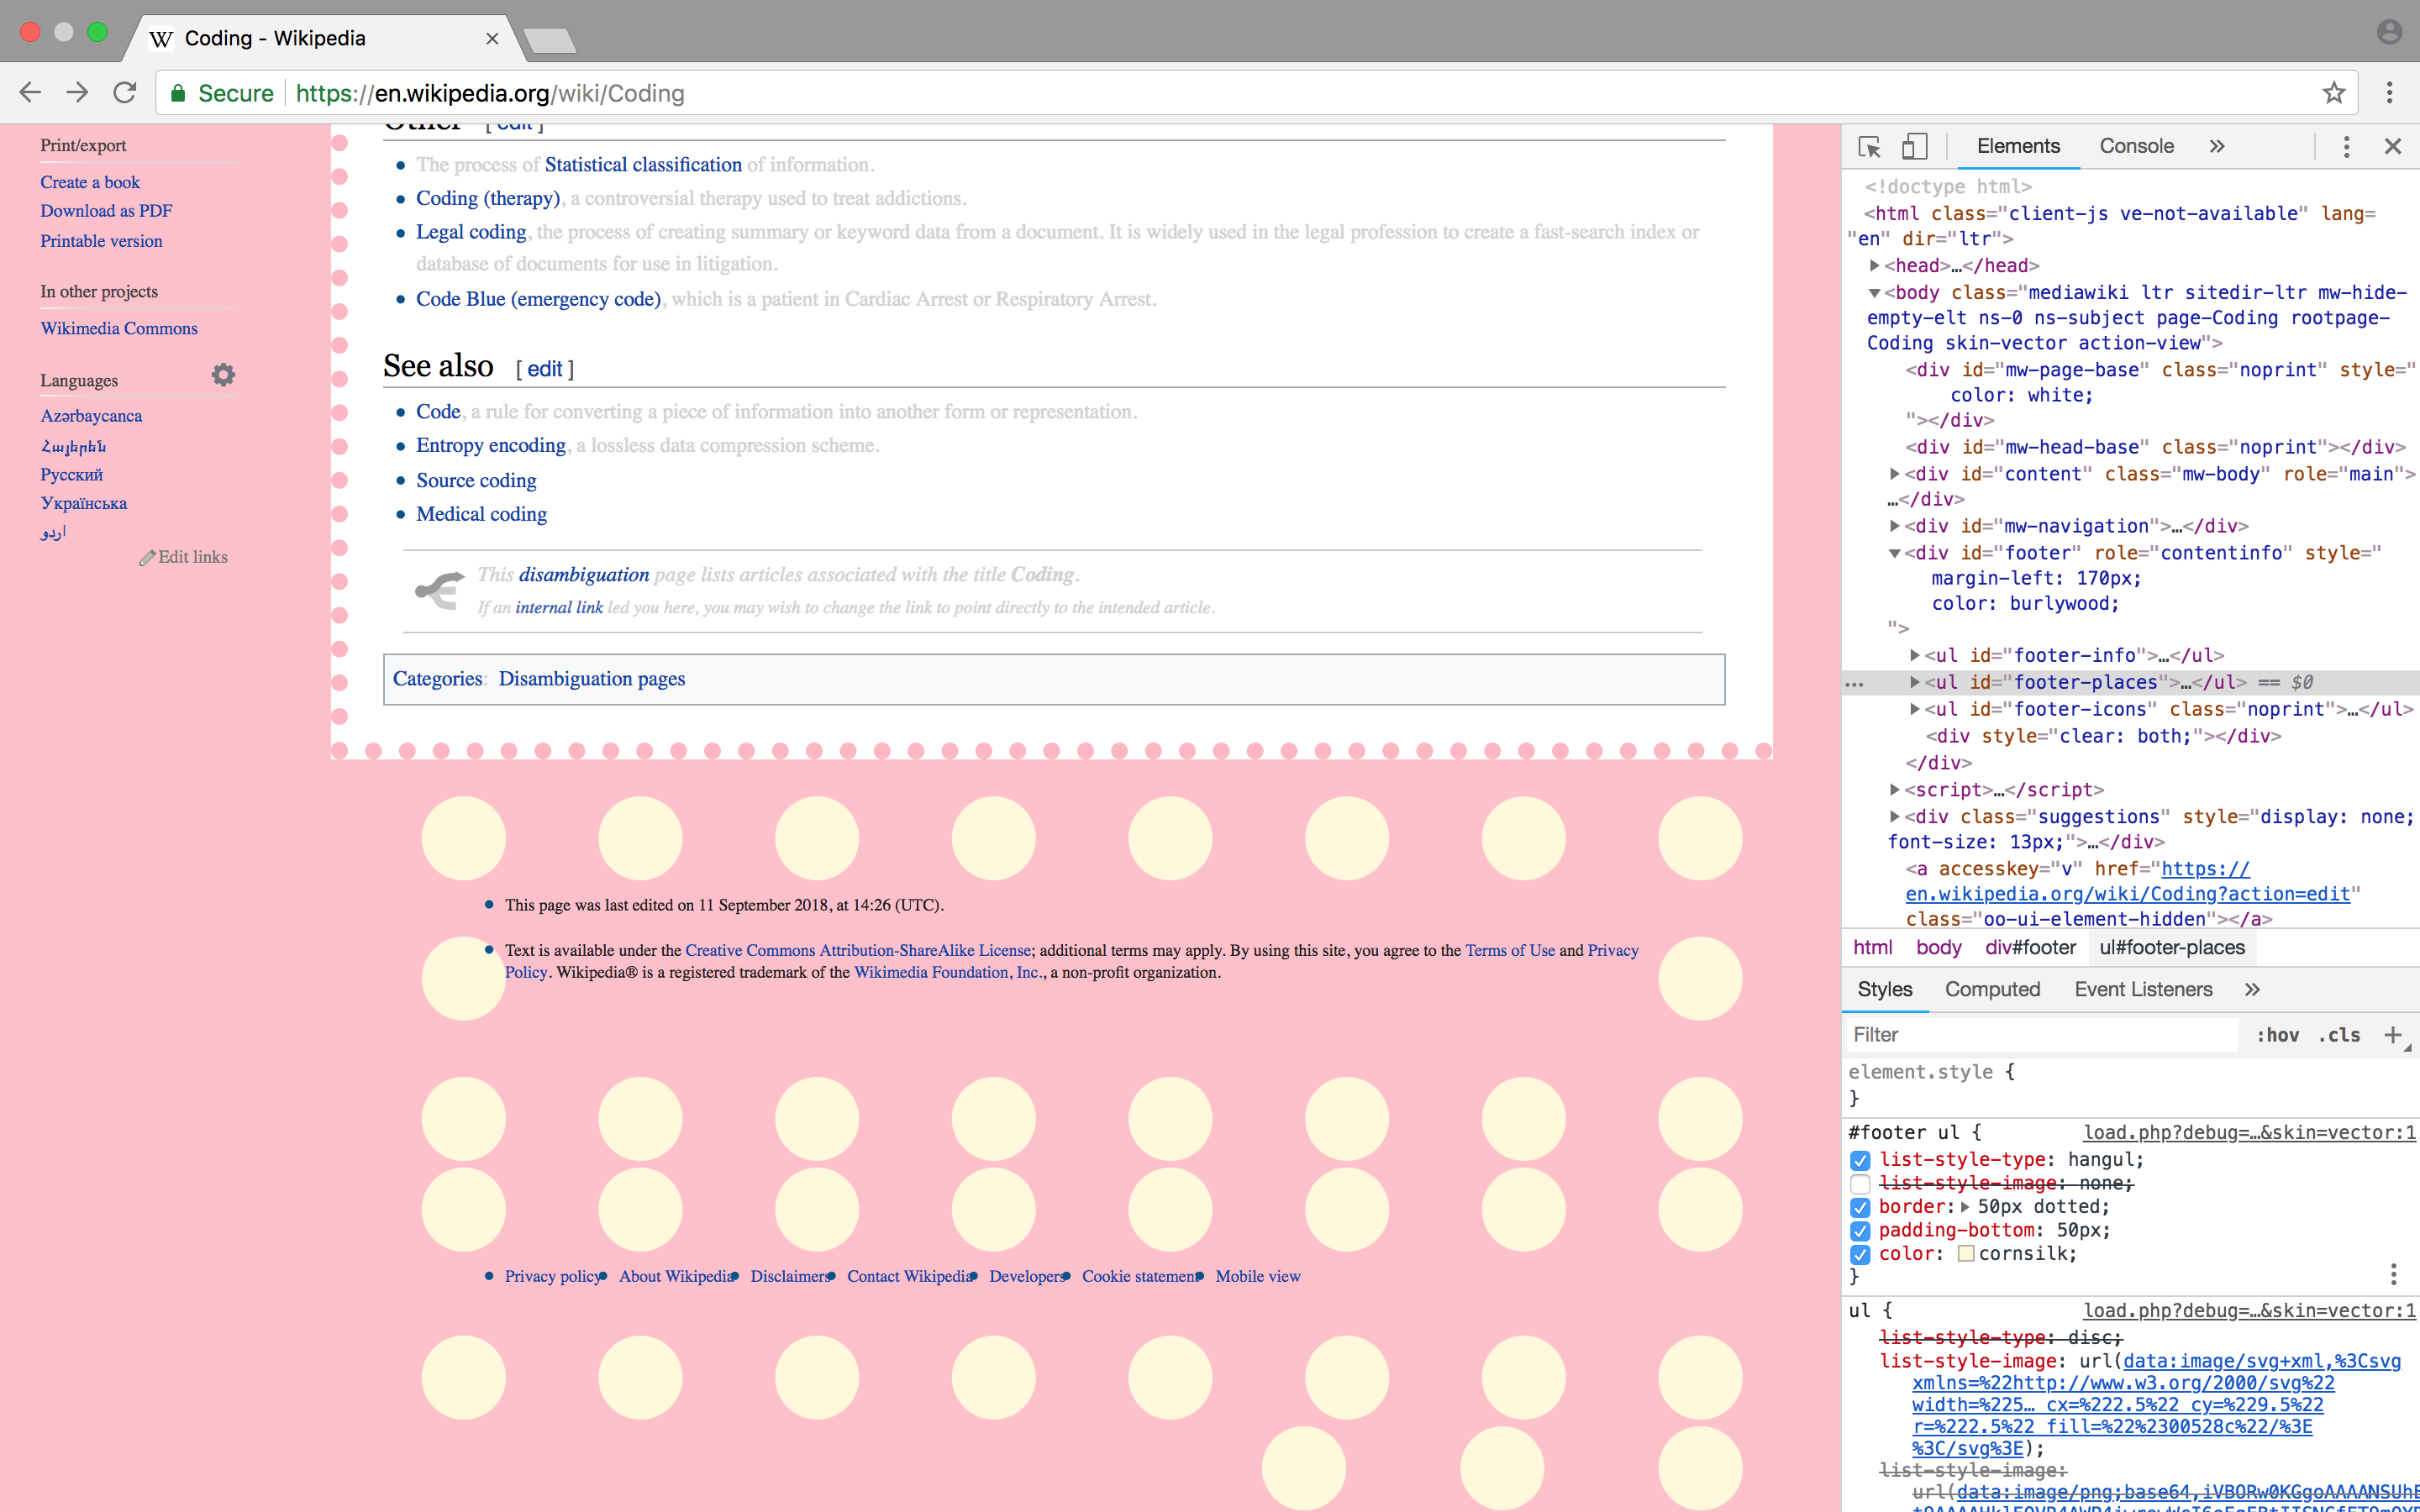 Coding - Wikipedia
Secure https://en.wikipedia.org/wiki/Coding
Print/export
Create a book
Download as PDF
Printable version
In other projects
Wikimedia Commons
Languages
Azərbaycanca
Հայերեն
Русский
Українська
اردو
Edit links
Other [ edit ]
The process of Statistical classification of information.
Coding (therapy), a controversial therapy used to treat addictions.
Legal coding, the process of creating summary or keyword data from a document. It is widely used in the legal profession to create a fast-search index or
database of documents for use in litigation.
Code Blue (emergency code), which is a patient in Cardiac Arrest or Respiratory Arrest.
See also [ edit ]
Code, a rule for converting a piece of information into another form or representation.
Entropy encoding, a lossless data compression scheme.
Source coding
Medical coding
This disambiguation page lists articles associated with the title Coding.
If an internal link led you here, you may wish to change the link to point directly to the intended article.
Categories: Disambiguation pages
This page was last edited on 11 September 2018, at 14:26 (UTC).
Text is available under the Creative Commons Attribution-ShareAlike License; additional terms may apply. By using this site, you agree to the Terms of Use and Privacy
Policy. Wikipedia® is a registered trademark of the Wikimedia Foundation, Inc., a non-profit organization.
Privacy policy About Wikipedia Disclaimers Contact Wikipedia Developers Cookie statement Mobile view
Elements Console »
<!doctype html>
<html class="client-js ve-not-available" lang=
"en" dir="ltr">
<head>…</head>
<body class="mediawiki ltr sitedir-ltr mw-hide-
empty-elt ns-0 ns-subject page-Coding rootpage-
Coding skin-vector action-view">
<div id="mw-page-base" class="noprint" style="
color: white;
"></div>
<div id="mw-head-base" class="noprint"></div>
<div id="content" class="mw-body" role="main">
…</div>
<div id="mw-navigation">…</div>
<div id="footer" role="contentinfo" style="
margin-left: 170px;
color: burlywood;
">
<ul id="footer-info">…</ul>
… <ul id="footer-places">…</ul> == $0
<ul id="footer-icons" class="noprint">…</ul>
<div style="clear: both;"></div>
</div>
<script>…</script>
<div class="suggestions" style="display: none;
font-size: 13px;">…</div>
<a accesskey="v" href="https://
en.wikipedia.org/wiki/Coding?action=edit"
class="oo-ui-element-hidden"></a>
html body div#footer ul#footer-places
Styles Computed Event Listeners »
Filter :hov .cls +
element.style {
}
#footer ul { load.php?debug=…&skin=vector:1
list-style-type: hangul;
list-style-image: none;
border: 50px dotted;
padding-bottom: 50px;
color: cornsilk;
}
ul { load.php?debug=…&skin=vector:1
list-style-type: disc;
list-style-image: url(data:image/svg+xml,%3Csvg
xmlns=%22http://www.w3.org/2000/svg%22
width=%225… cx=%222.5%22 cy=%229.5%22
r=%222.5%22 fill=%22%2300528c%22/%3E
%3C/svg%3E);
list-style-image: